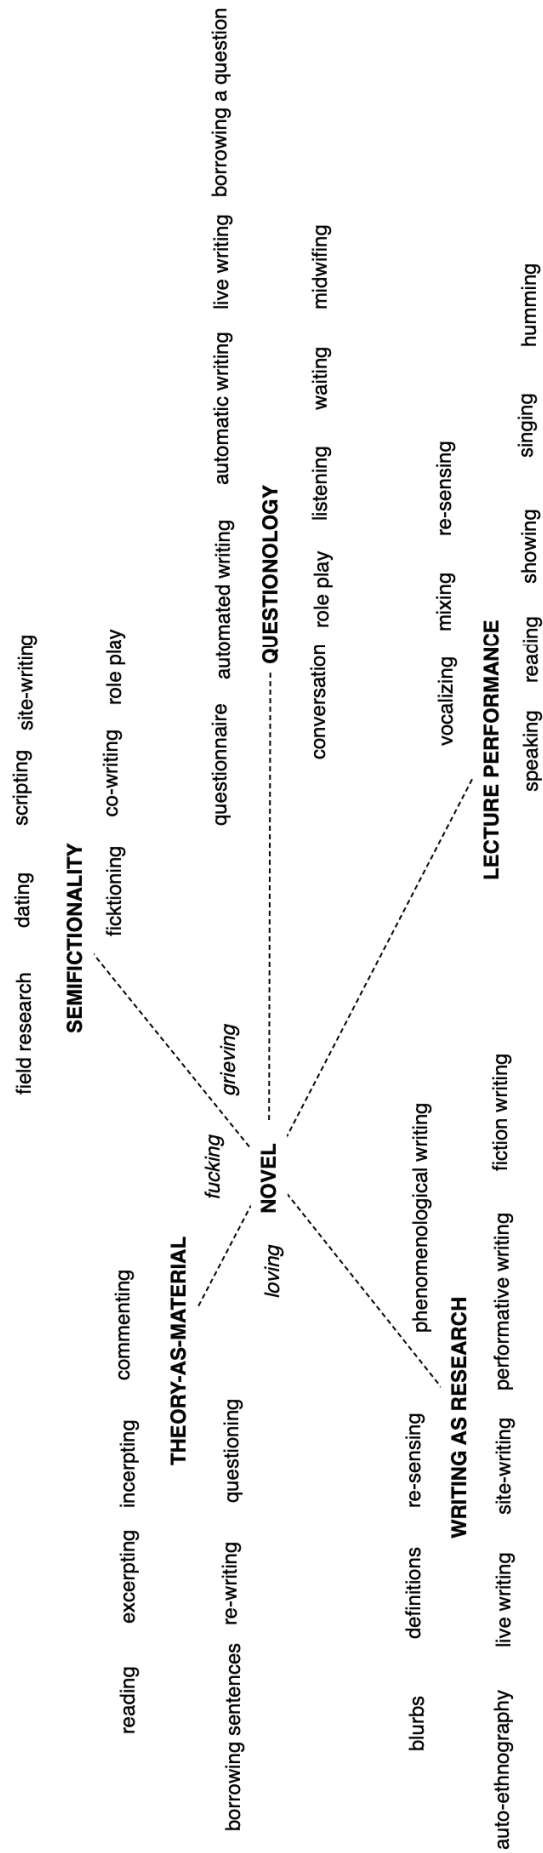 field research dating scripting site-writing
SEMIFICTIONALITY
ficktioning co-writing role play
reading excerpting incerpting commenting
THEORY-AS-MATERIAL
borrowing sentences re-writing questioning
fucking
grieving
loving
NOVEL
questionnaire automated writing automatic writing live writing borrowing a question
QUESTIONOLOGY
conversation role play listening waiting midwifing
blurbs definitions re-sensing phenomenological writing
WRITING AS RESEARCH
auto-ethnography live writing site-writing performative writing fiction writing
vocalizing mixing re-sensing
LECTURE PERFORMANCE
speaking reading showing singing humming